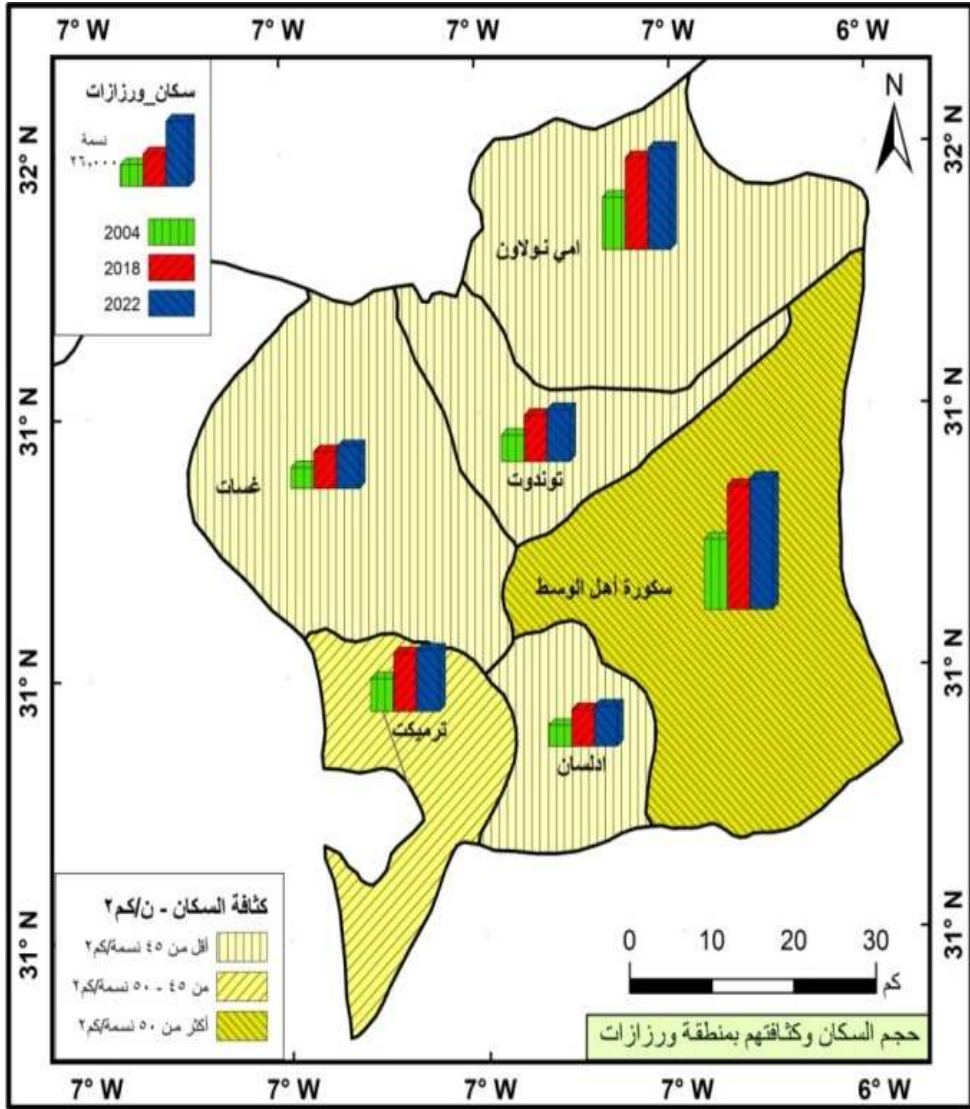 7° W 7° W 7° W 6° W
32° N
31° N
31° N
31° N
32° N
31° N
31° N
31° N
سكان_ورزازات
نسمة
٢٦,٠٠٠
2004
2018
2022
N
امي نولاون
توندوت
غسات
سكورة أهل الوسط
ترميكت
ادلسان
كثافة السكان - ن/كم٢
أقل من ٤٥ نسمة/كم٢
من ٤٥ - ٥٠ نسمة/كم٢
أكثر من ٥٠ نسمة/كم٢
0 10 20 30
كم
حجم السكان وكثافتهم بمنطقة ورزازات
7° W 7° W 7° W 6° W